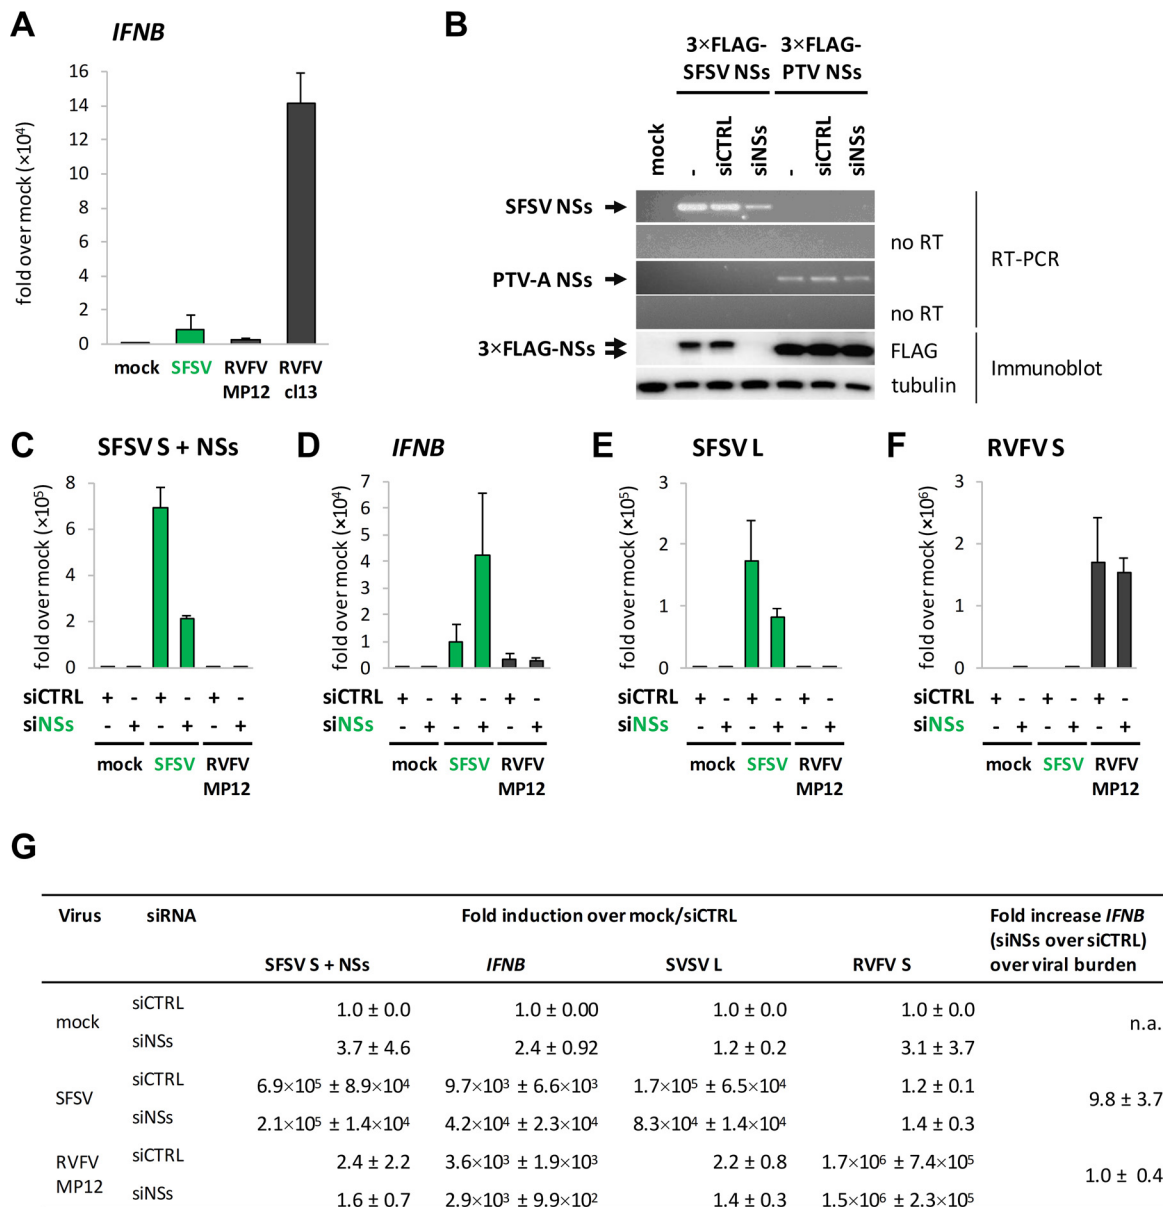 A
IFNB
fold over mock (×10⁴)
16
14
12
10
8
6
4
2
0
mock SFSV RVFV RVFV
MP12 cl13
B
3×FLAG- 3×FLAG-
SFSV NSs PTV NSs
mock - siCTRL siNSs - siCTRL siNSs
SFSV NSs
no RT
RT-PCR
PTV-A NSs
no RT
3×FLAG-NSs
FLAG
Immunoblot
tubulin
C
SFSV S + NSs
fold over mock (×10⁵)
8
6
4
2
0
siCTRL + - + - + -
siNSs - + - + - +
mock SFSV RVFV
MP12
D
IFNB
fold over mock (×10⁴)
7
6
5
4
3
2
1
0
siCTRL + - + - + -
siNSs - + - + - +
mock SFSV RVFV
MP12
E
SFSV L
fold over mock (×10⁵)
3
2
1
0
siCTRL + - + - + -
siNSs - + - + - +
mock SFSV RVFV
MP12
F
RVFV S
fold over mock (×10⁶)
3
2
1
0
siCTRL + - + - + -
siNSs - + - + - +
mock SFSV RVFV
MP12
G
Virus siRNA Fold induction over mock/siCTRL Fold increase IFNB
(siNSs over siCTRL)
SFSV S + NSs IFNB SVSV L RVFV S over viral burden
mock siCTRL 1.0 ± 0.0 1.0 ± 0.00 1.0 ± 0.0 1.0 ± 0.0 n.a.
siNSs 3.7 ± 4.6 2.4 ± 0.92 1.2 ± 0.2 3.1 ± 3.7
SFSV siCTRL 6.9×10⁵ ± 8.9×10⁴ 9.7×10³ ± 6.6×10³ 1.7×10⁵ ± 6.5×10⁴ 1.2 ± 0.1 9.8 ± 3.7
siNSs 2.1×10⁵ ± 1.4×10⁴ 4.2×10⁴ ± 2.3×10⁴ 8.3×10⁴ ± 1.4×10⁴ 1.4 ± 0.3
RVFV siCTRL 2.4 ± 2.2 3.6×10³ ± 1.9×10³ 2.2 ± 0.8 1.7×10⁶ ± 7.4×10⁵ 1.0 ± 0.4
MP12 siNSs 1.6 ± 0.7 2.9×10³ ± 9.9×10² 1.4 ± 0.3 1.5×10⁶ ± 2.3×10⁵